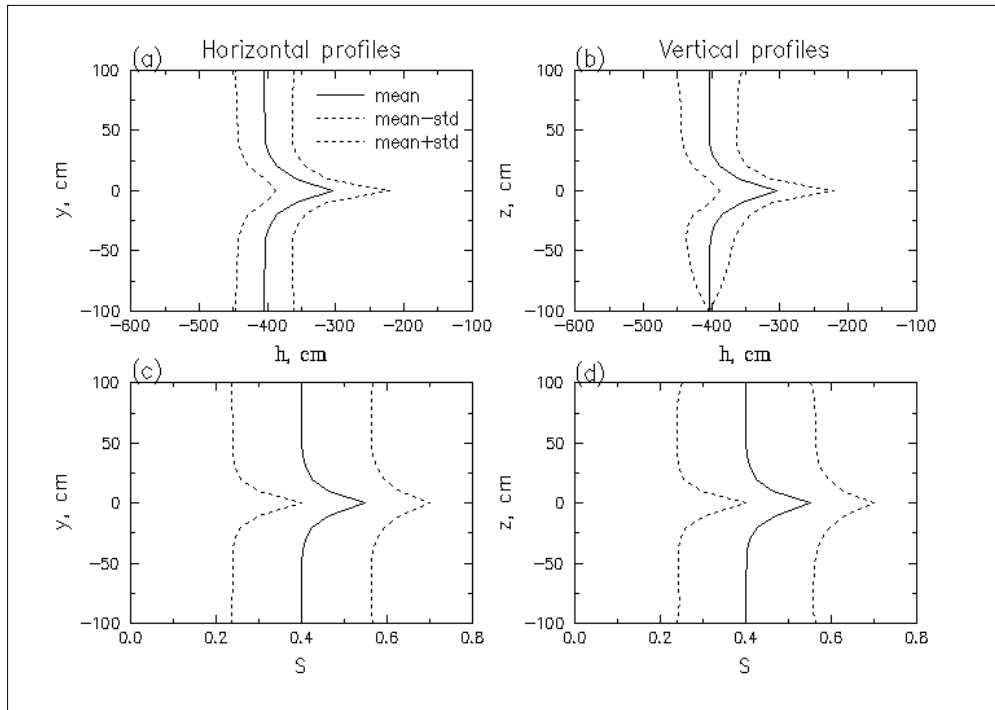 Horizontal profiles
Vertical profiles
(a)
(b)
100
50
0
−50
−100
y, cm
mean
mean−std
mean+std
−600
−500
−400
−300
−200
−100
h, cm
100
50
0
−50
−100
z, cm
−600
−500
−400
−300
−200
−100
h, cm
(c)
(d)
100
50
0
−50
−100
y, cm
0.0
0.2
0.4
0.6
0.8
S
100
50
0
−50
−100
z, cm
0.0
0.2
0.4
0.6
0.8
S